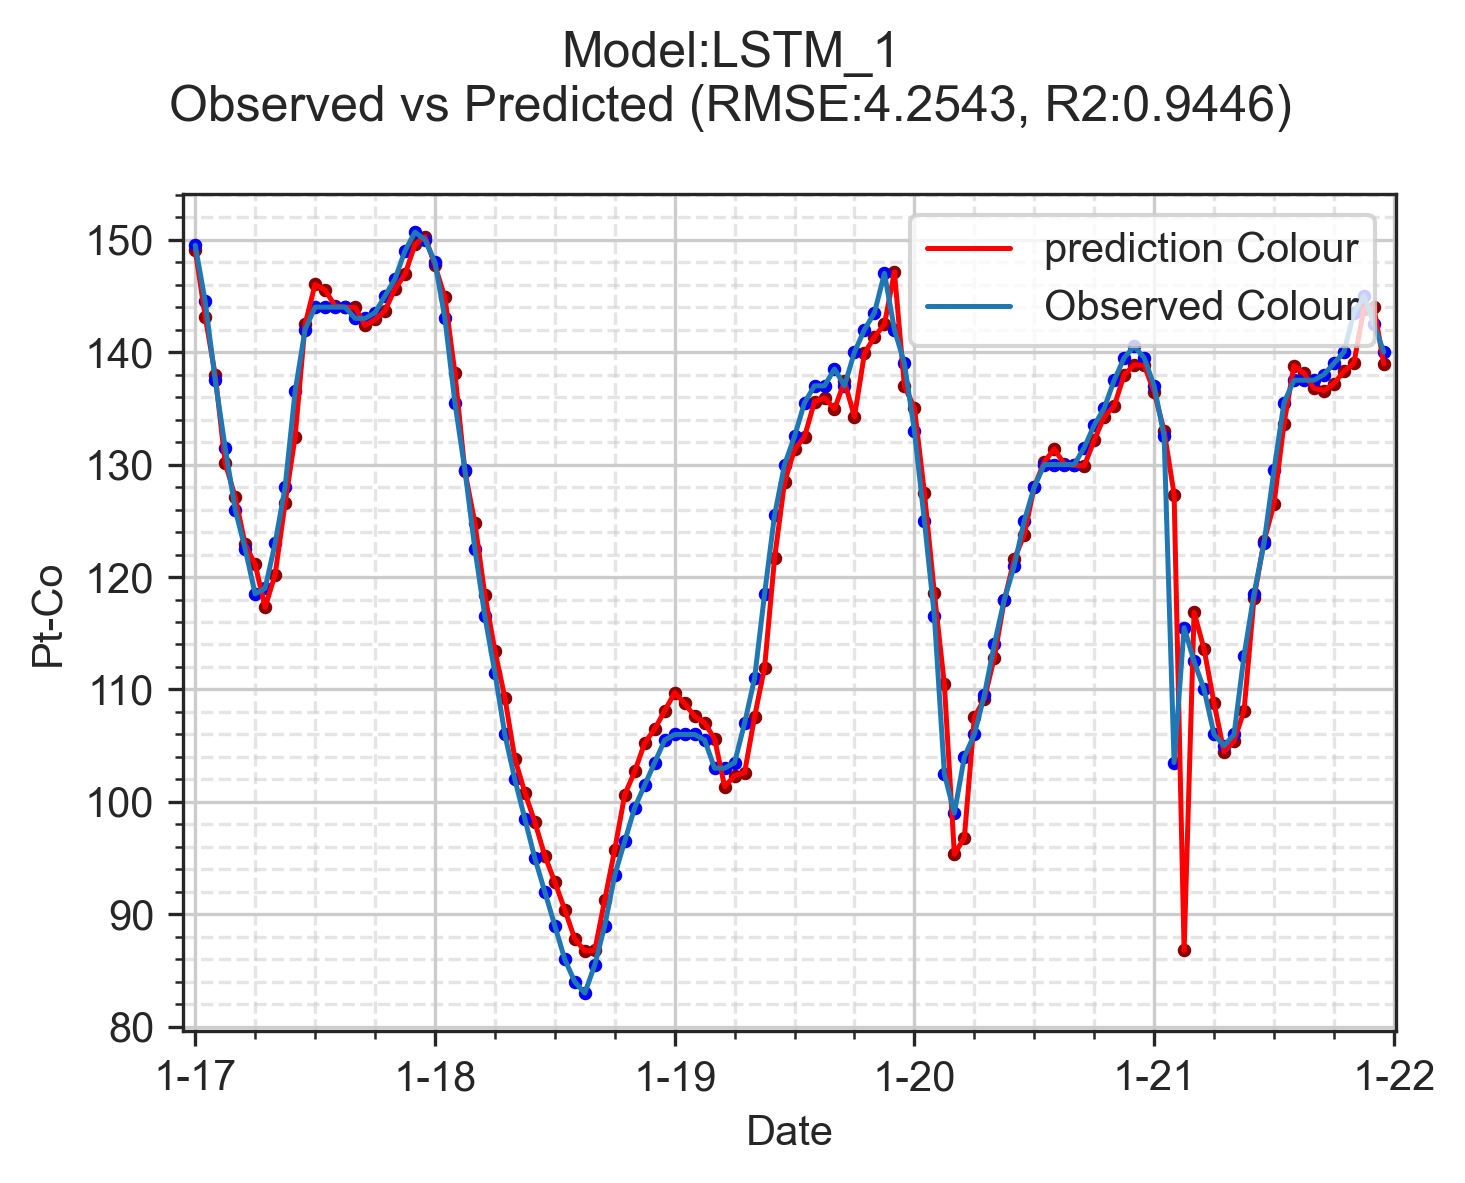 Model:LSTM_1
Observed vs Predicted (RMSE:4.2543, R2:0.9446)
prediction Colour
Observed Colour
150
140
130
120
110
100
90
80
Pt-Co
1-17
1-18
1-19
1-20
1-21
1-22
Date